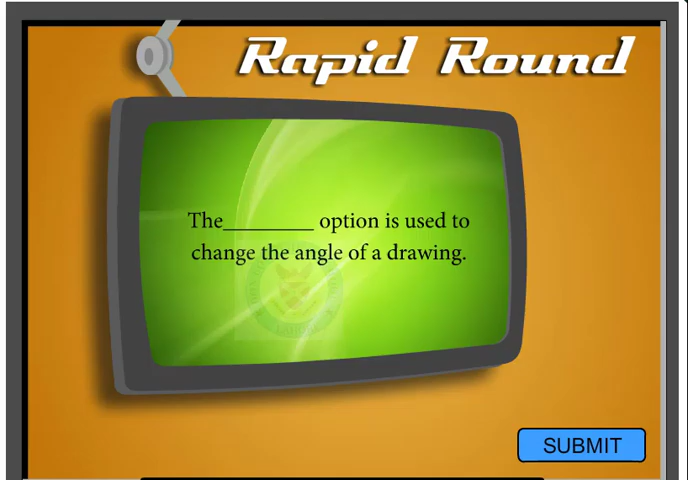 Rapid Round
The________ option is used to
change the angle of a drawing.
SUBMIT